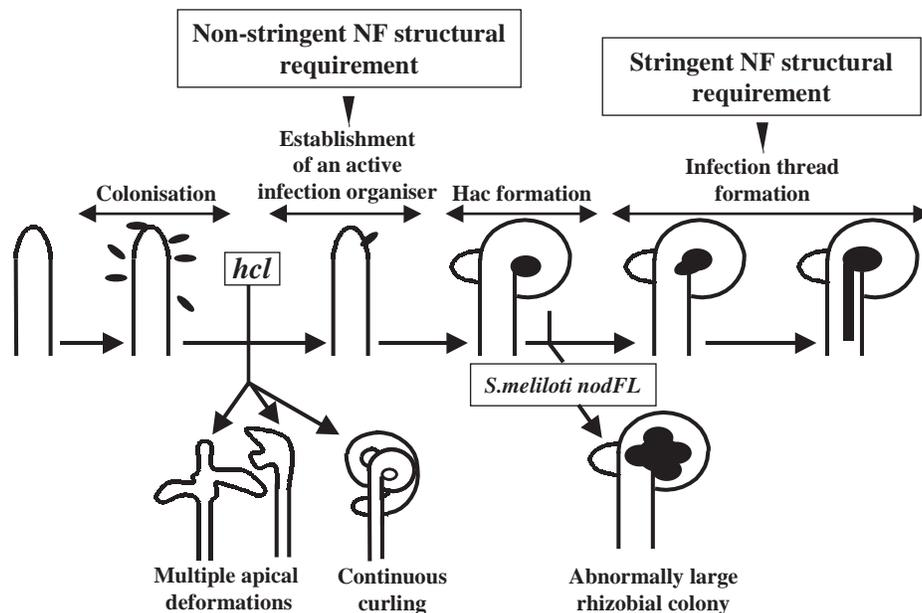 Non-stringent NF structural
requirement
Stringent NF structural
requirement
Establishment
of an active
infection organiser
Infection thread
formation
Colonisation
Hac formation
hcl
S.meliloti nodFL
Multiple apical
deformations
Continuous
curling
Abnormally large
rhizobial colony